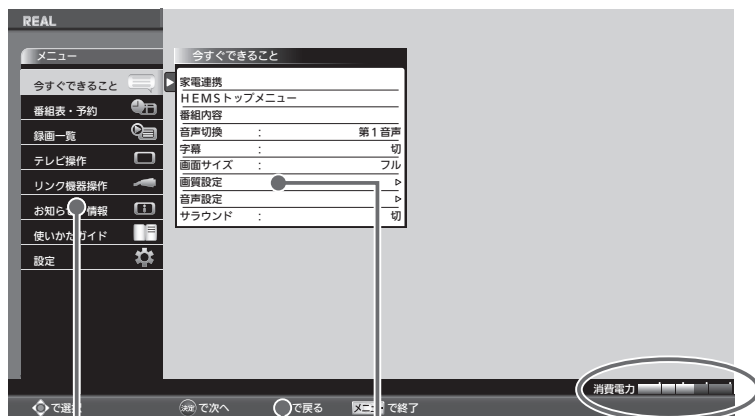 REAL
メニュー
今すぐできること
番組表・予約
録画一覧
テレビ操作
リンク機器操作
お知ら 情報
使いかたガイド
設定
今すぐできること
家電連携
HEMSトップメニュー
番組内容
音声切換 : 第1音声
字幕 : 切
画面サイズ : フル
画質設定
音声設定
サラウンド : 切
消費電力
で選
決定 で次へ
で戻る
メニュー で終了